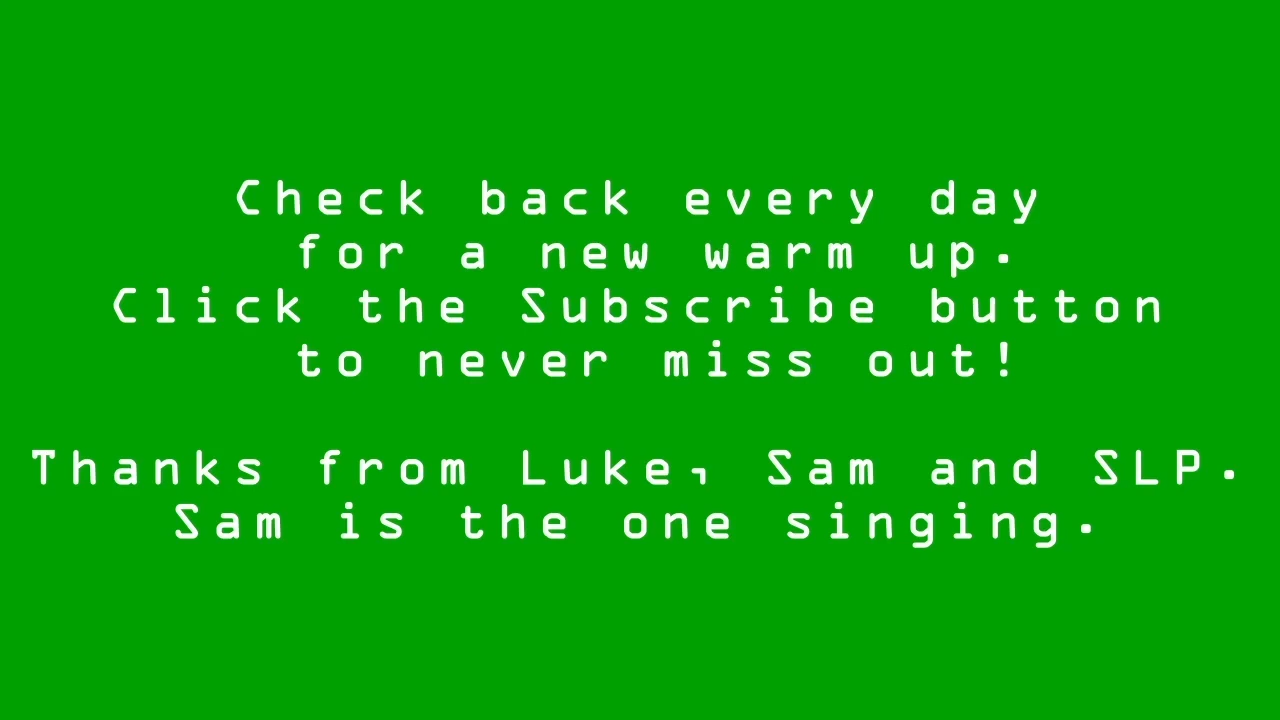 Check back every day
for a new warm up.
Click the Subscribe button
to never miss out!
Thanks from Luke, Sam and SLP.
Sam is the one singing.